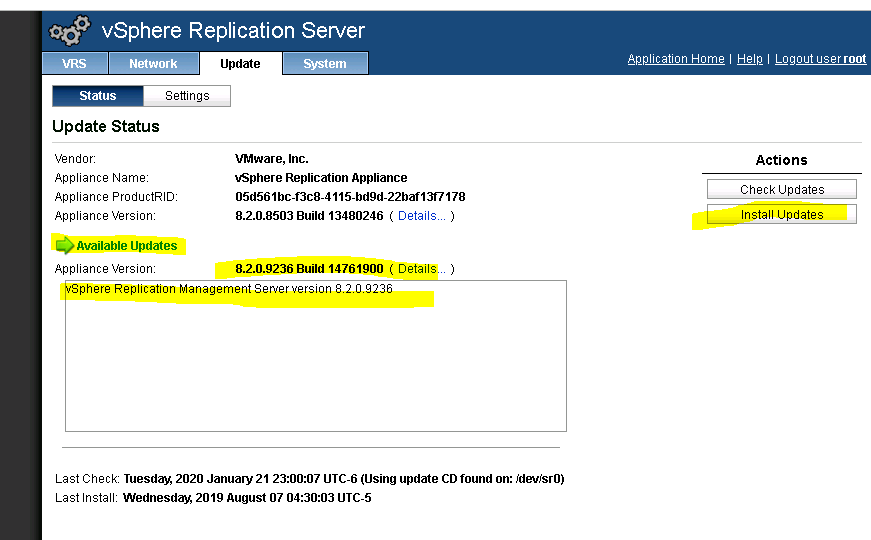 vSphere Replication Server
VRS Network Update System
Application Home | Help | Logout user root
Status Settings
Update Status
Vendor: VMware, Inc.
Appliance Name: vSphere Replication Appliance
Appliance ProductRID: 05d561bc-f3c8-4115-bd9d-22baf13f7178
Appliance Version: 8.2.0.8503 Build 13480246 ( Details... )
Actions
Check Updates
Install Updates
Available Updates
Appliance Version: 8.2.0.9236 Build 14761900 ( Details... )
vSphere Replication Management Server version 8.2.0.9236
Last Check: Tuesday, 2020 January 21 23:00:07 UTC-6 (Using update CD found on: /dev/sr0)
Last Install: Wednesday, 2019 August 07 04:30:03 UTC-5